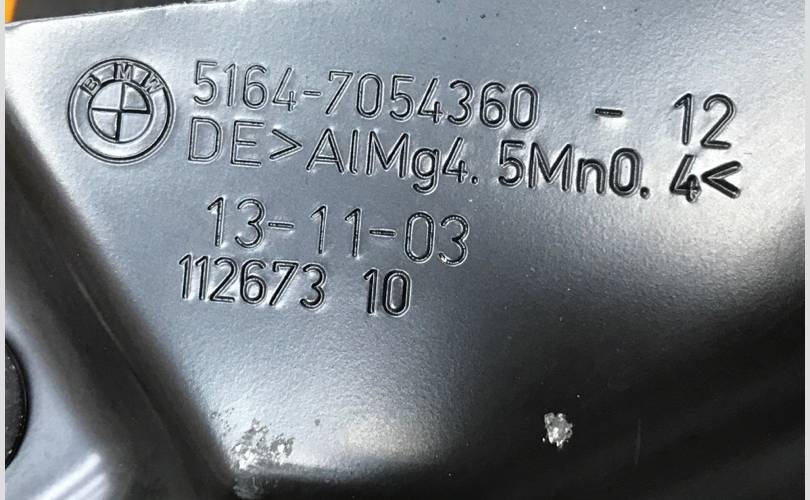 BMW
5164-7054360 - 12
DE>AlMg4. 5Mn0. 4<
13-11-03
112673 10